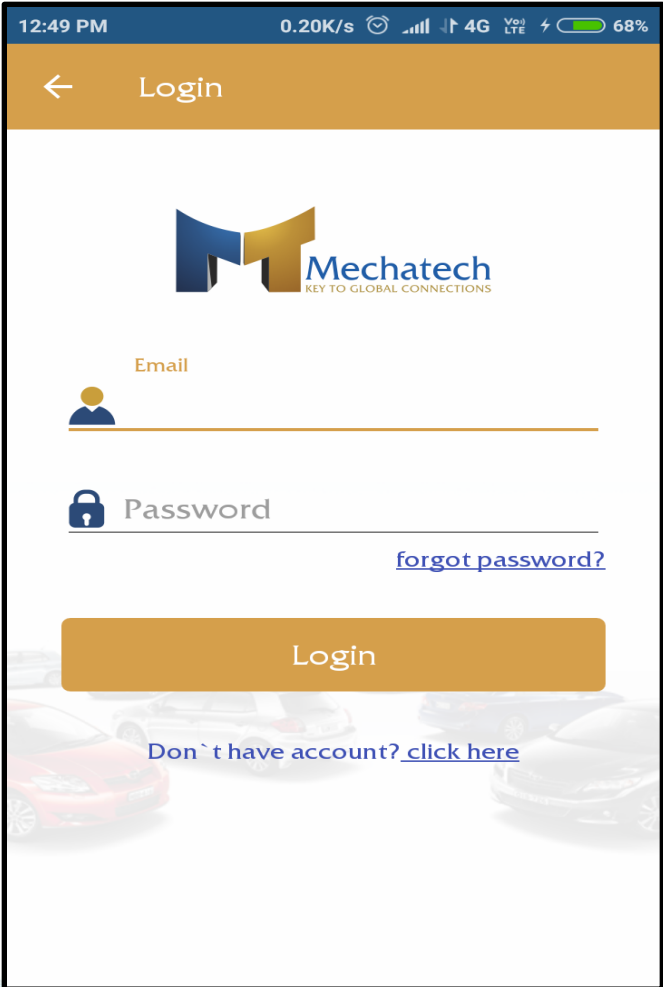 12:49 PM 0.20K/s 4G Vo) LTE 68%
Login
Mechatech
KEY TO GLOBAL CONNECTIONS
Email
Password
forgot password?
Login
Don`t have account? click here